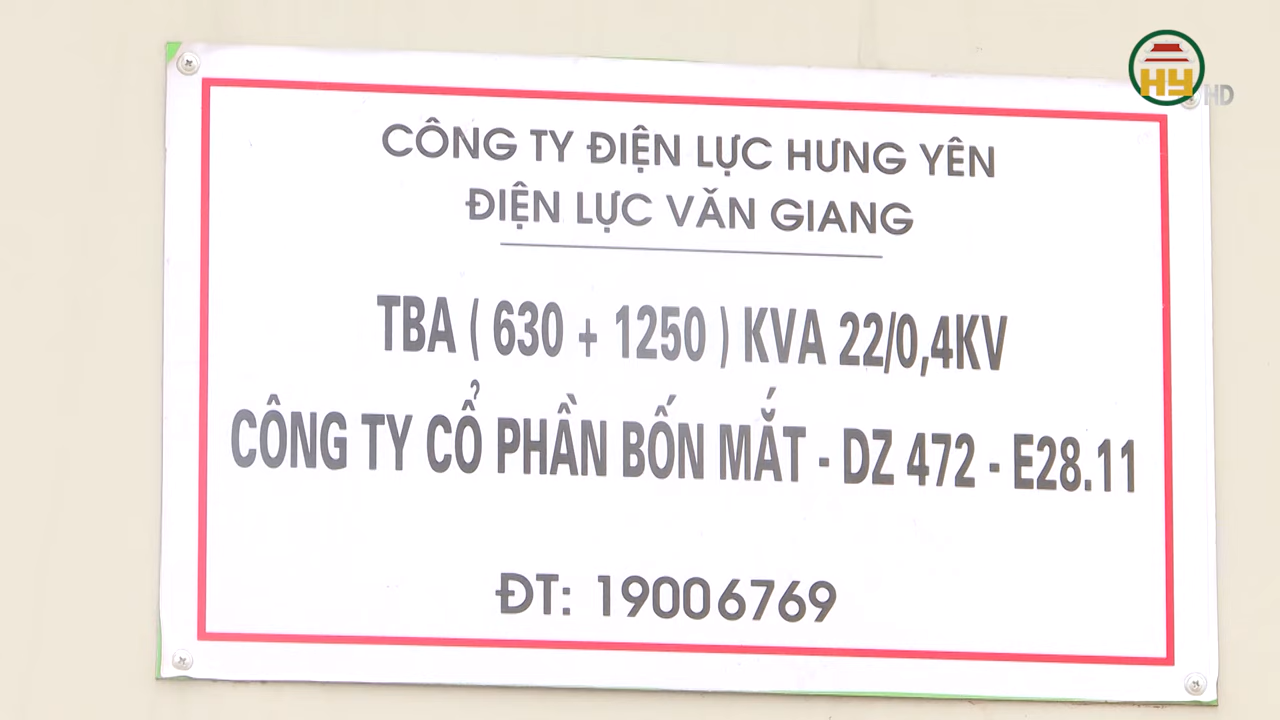 HY HD
CÔNG TY ĐIỆN LỰC HƯNG YÊN
ĐIỆN LỰC VĂN GIANG
TBA ( 630 + 1250 ) KVA 22/0,4KV
CÔNG TY CỔ PHẦN BỐN MẮT - DZ 472 - E28.11
ĐT: 19006769